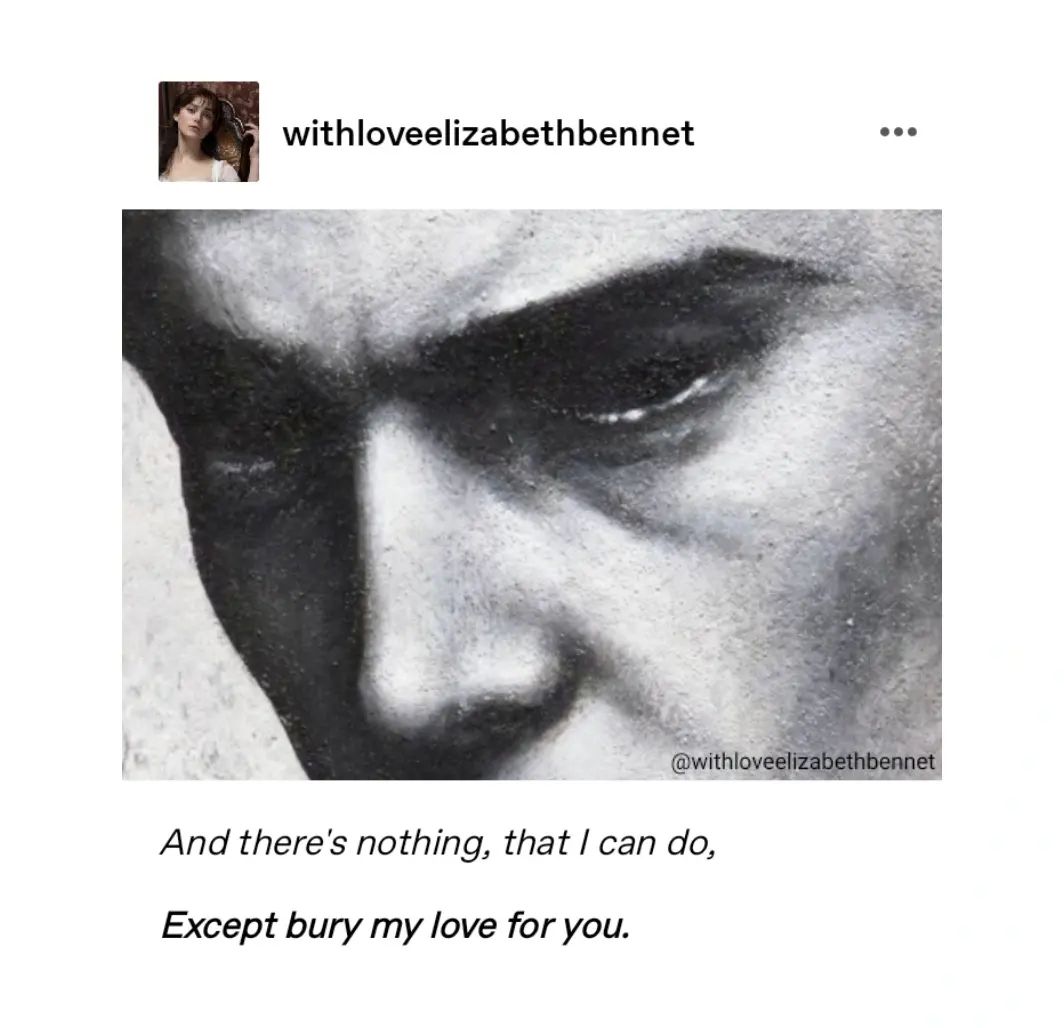 withloveelizabethbennet
@withloveelizabethbennet
And there's nothing, that I can do,
Except bury my love for you.